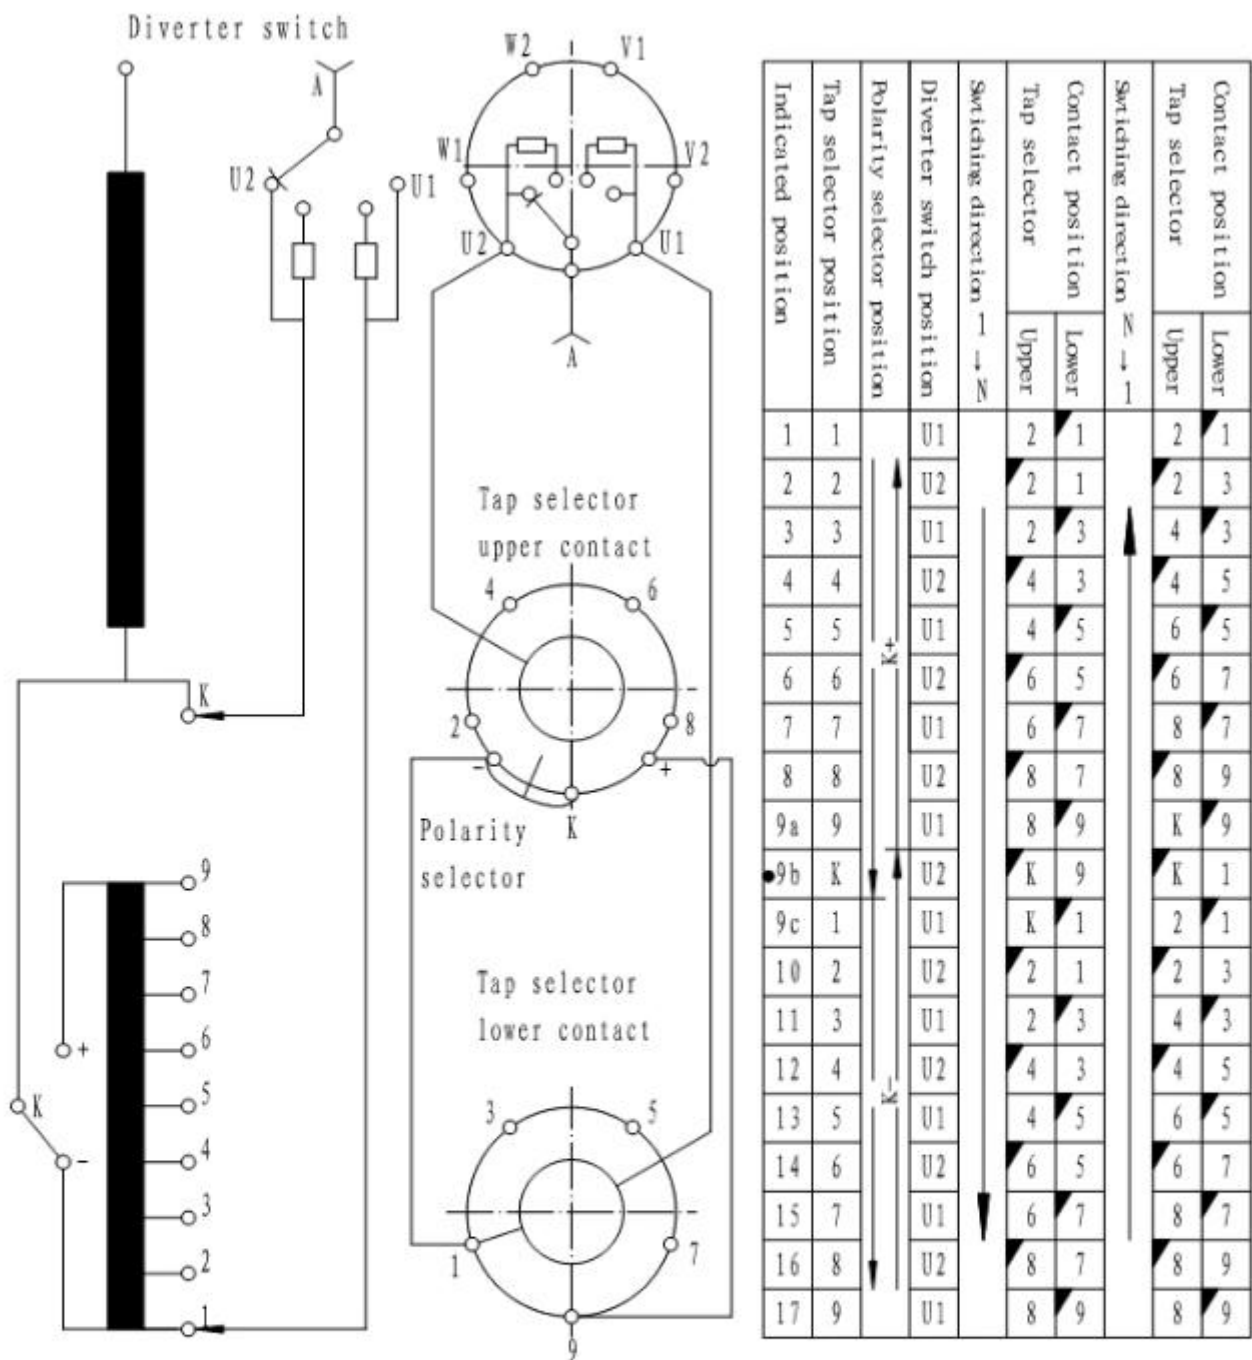 Diverter switch
A
U2
U1
K
9
8
7
6
5
4
3
2
1
+
K
-
W2
V1
W1
V2
U2
U1
A
Tap selector
upper contact
4
6
2
8
-
+
K
Polarity
selector
Tap selector
lower contact
3
5
1
7
9
Indicated position
Tap selector position
Polarity selector position
Diverter switch position
Swtiching direction 1 → N
Tap selector
Contact position
Upper
Lower
Swtiching direction N → 1
Tap selector
Contact position
Upper
Lower
K+
K-
1 1 U1 2 1 2 1
2 2 U2 2 1 2 3
3 3 U1 2 3 4 3
4 4 U2 4 3 4 5
5 5 U1 4 5 6 5
6 6 U2 6 5 6 7
7 7 U1 6 7 8 7
8 8 U2 8 7 8 9
9a 9 U1 8 9 K 9
●9b K U2 K 9 K 1
9c 1 U1 K 1 2 1
10 2 U2 2 1 2 3
11 3 U1 2 3 4 3
12 4 U2 4 3 4 5
13 5 U1 4 5 6 5
14 6 U2 6 5 6 7
15 7 U1 6 7 8 7
16 8 U2 8 7 8 9
17 9 U1 8 9 8 9